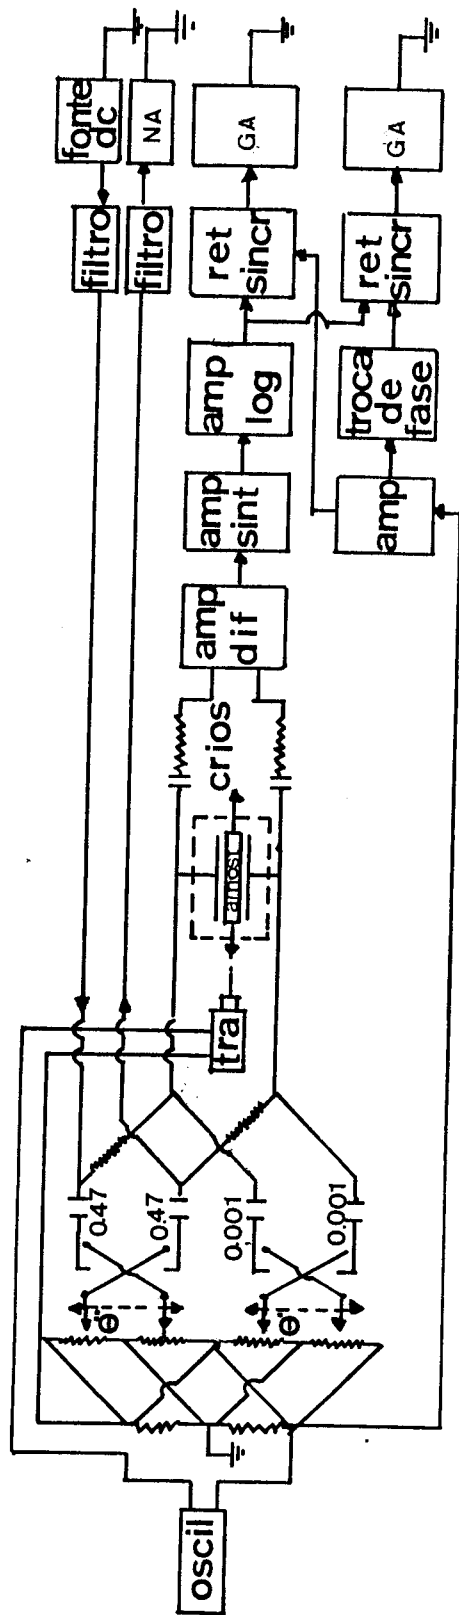 oscil
Θ
Θ
0.47
0.47
0.001
0.001
tra
amost
crios
amp
dif
amp
sint
amp
log
ret
sincr
GA
amp
troca
de
fase
ret
sincr
GA
filtro
fonte
dc
filtro
NA